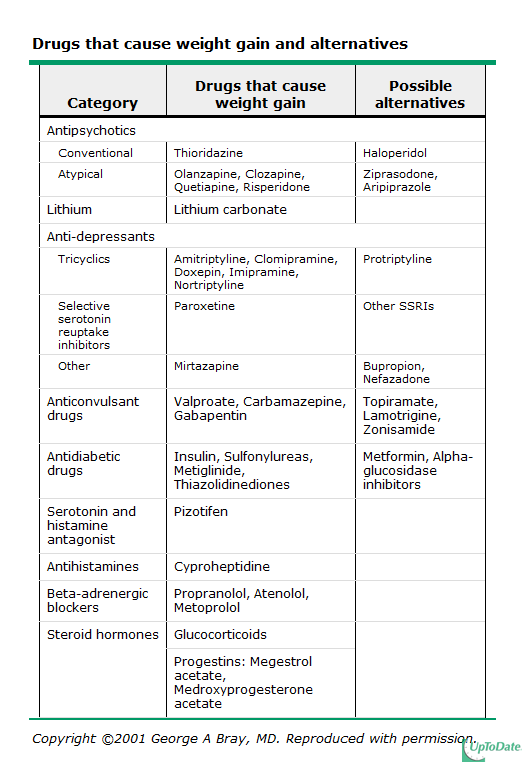 Drugs that cause weight gain and alternatives
Category
Drugs that cause
weight gain
Possible
alternatives
Antipsychotics
Conventional
Thioridazine
Haloperidol
Atypical
Olanzapine, Clozapine,
Quetiapine, Risperidone
Ziprasodone,
Aripiprazole
Lithium
Lithium carbonate
Anti-depressants
Tricyclics
Amitriptyline, Clomipramine,
Doxepin, Imipramine,
Nortriptyline
Protriptyline
Selective
serotonin
reuptake
inhibitors
Paroxetine
Other SSRIs
Other
Mirtazapine
Bupropion,
Nefazadone
Anticonvulsant
drugs
Valproate, Carbamazepine,
Gabapentin
Topiramate,
Lamotrigine,
Zonisamide
Antidiabetic
drugs
Insulin, Sulfonylureas,
Metiglinide,
Thiazolidinediones
Metformin, Alpha-
glucosidase
inhibitors
Serotonin and
histamine
antagonist
Pizotifen
Antihistamines
Cyproheptidine
Beta-adrenergic
blockers
Propranolol, Atenolol,
Metoprolol
Steroid hormones
Glucocorticoids
Progestins: Megestrol
acetate,
Medroxyprogesterone
acetate
Copyright ©2001 George A Bray, MD. Reproduced with permission.
UpToDate